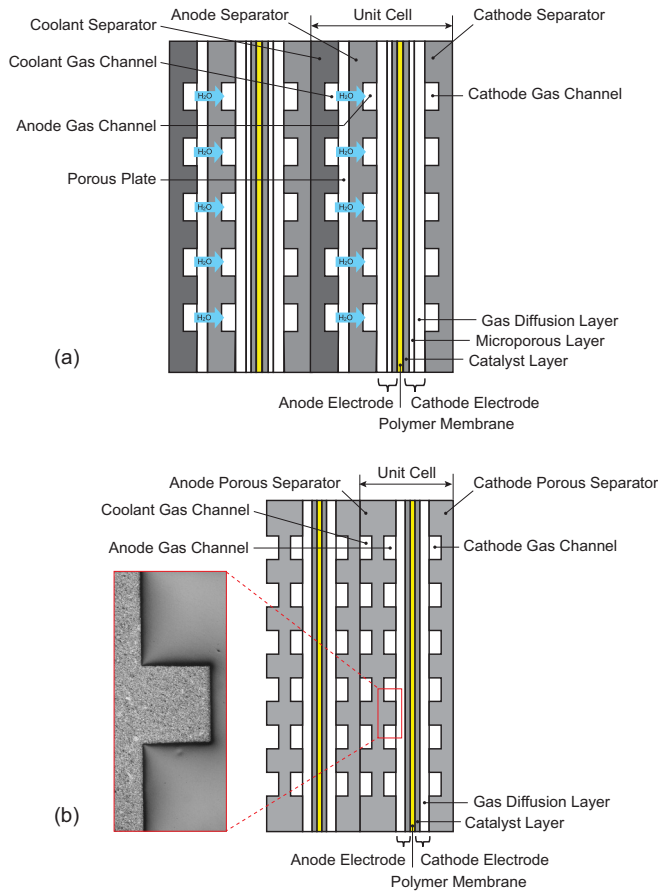 Anode Separator
Unit Cell
Cathode Separator
Coolant Separator
Coolant Gas Channel
Cathode Gas Channel
Anode Gas Channel
Porous Plate
H₂O H₂O
H₂O H₂O
H₂O H₂O
H₂O H₂O
H₂O H₂O
Gas Diffusion Layer
Microporous Layer
Catalyst Layer
(a)
Anode Electrode
Cathode Electrode
Polymer Membrane
Unit Cell
Anode Porous Separator
Cathode Porous Separator
Coolant Gas Channel
Anode Gas Channel
Cathode Gas Channel
Gas Diffusion Layer
Catalyst Layer
(b)
Anode Electrode
Cathode Electrode
Polymer Membrane